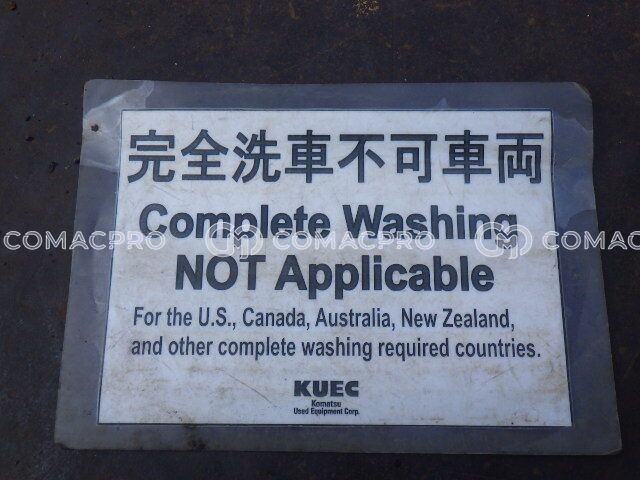 完全洗車不可車両
Complete Washing
COMACPRO COMACPRO COMACPRO
NOT Applicable
For the U.S., Canada, Australia, New Zealand,
and other complete washing required countries.
KUEC
Komatsu
Used Equipment Corp.